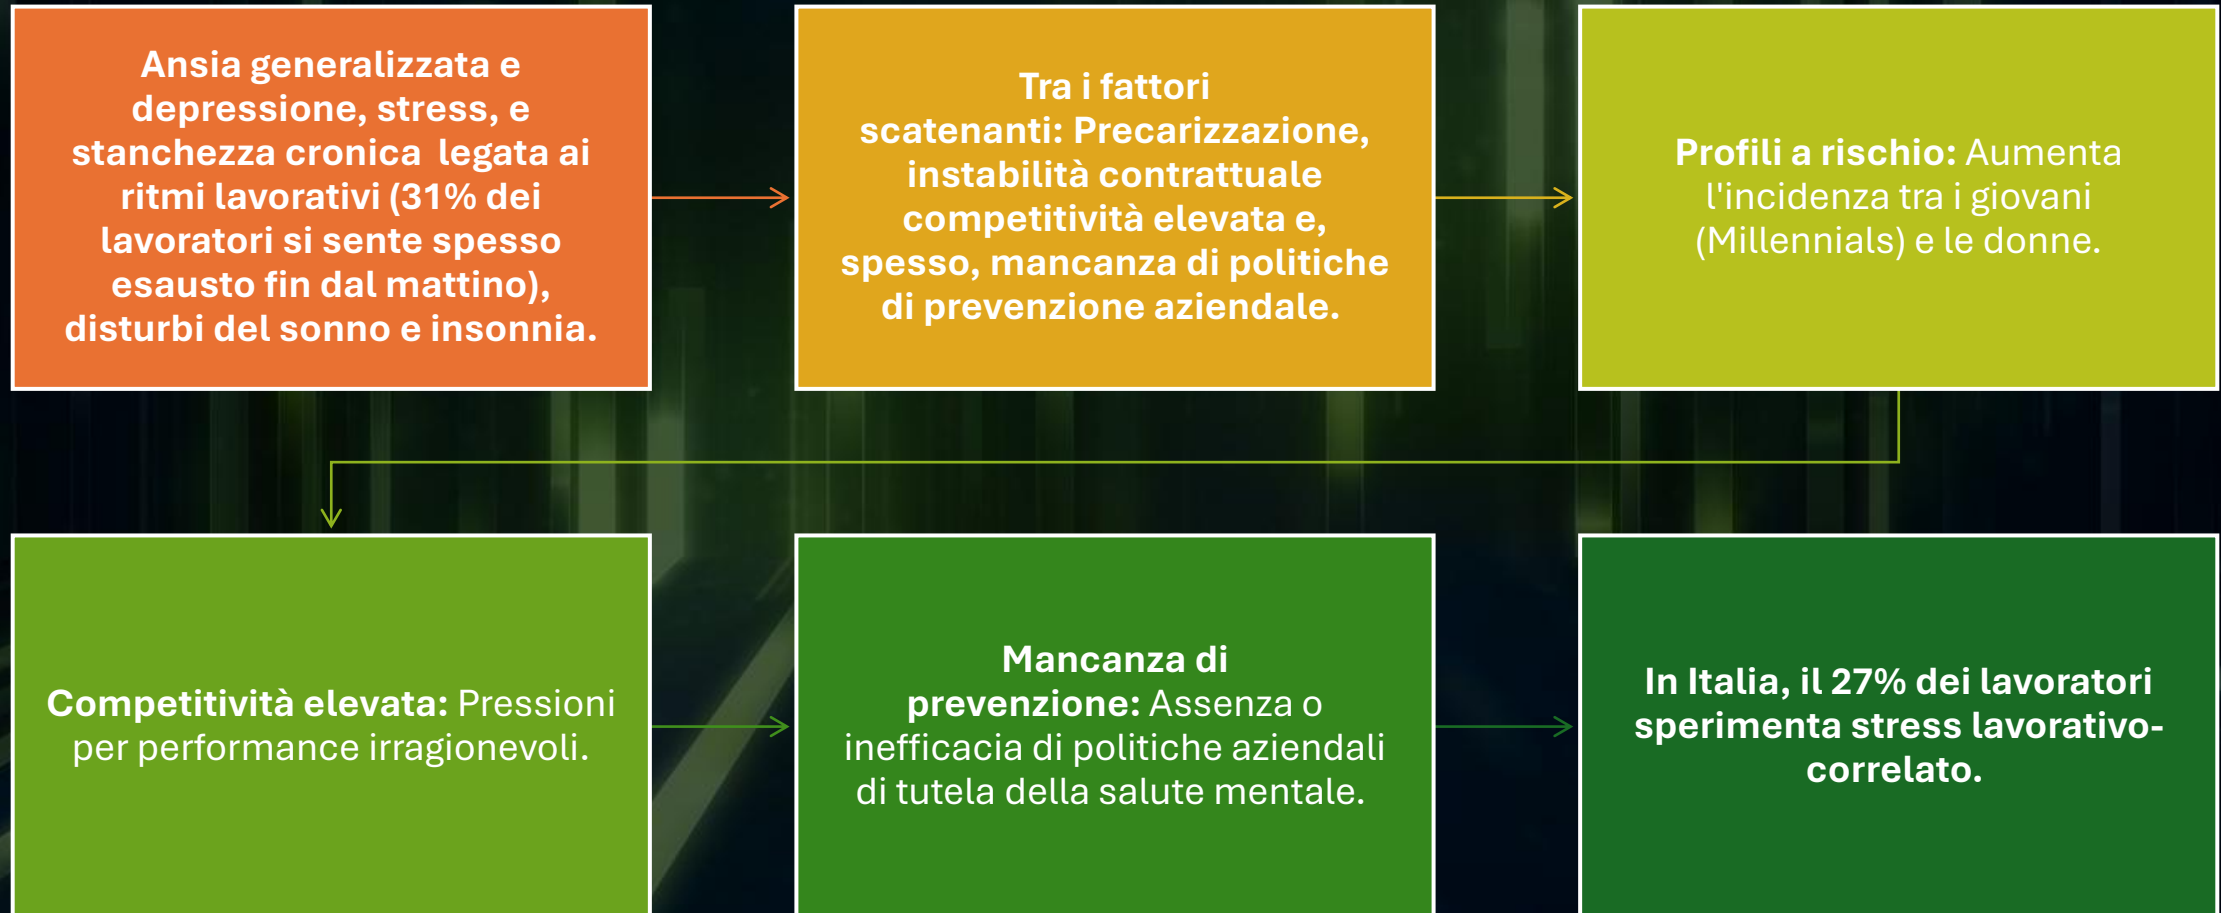 Ansia generalizzata e
depressione, stress, e
stanchezza cronica  legata ai
ritmi lavorativi (31% dei
lavoratori si sente spesso
esausto fin dal mattino),
disturbi del sonno e insonnia.
Tra i fattori
scatenanti: Precarizzazione,
instabilità contrattuale
competitività elevata e,
spesso, mancanza di politiche
di prevenzione aziendale.
Profili a rischio: Aumenta
l'incidenza tra i giovani
(Millennials) e le donne.
Competitività elevata: Pressioni
per performance irragionevoli.
Mancanza di
prevenzione: Assenza o
inefficacia di politiche aziendali
di tutela della salute mentale.
In Italia, il 27% dei lavoratori
sperimenta stress lavorativo-
correlato.